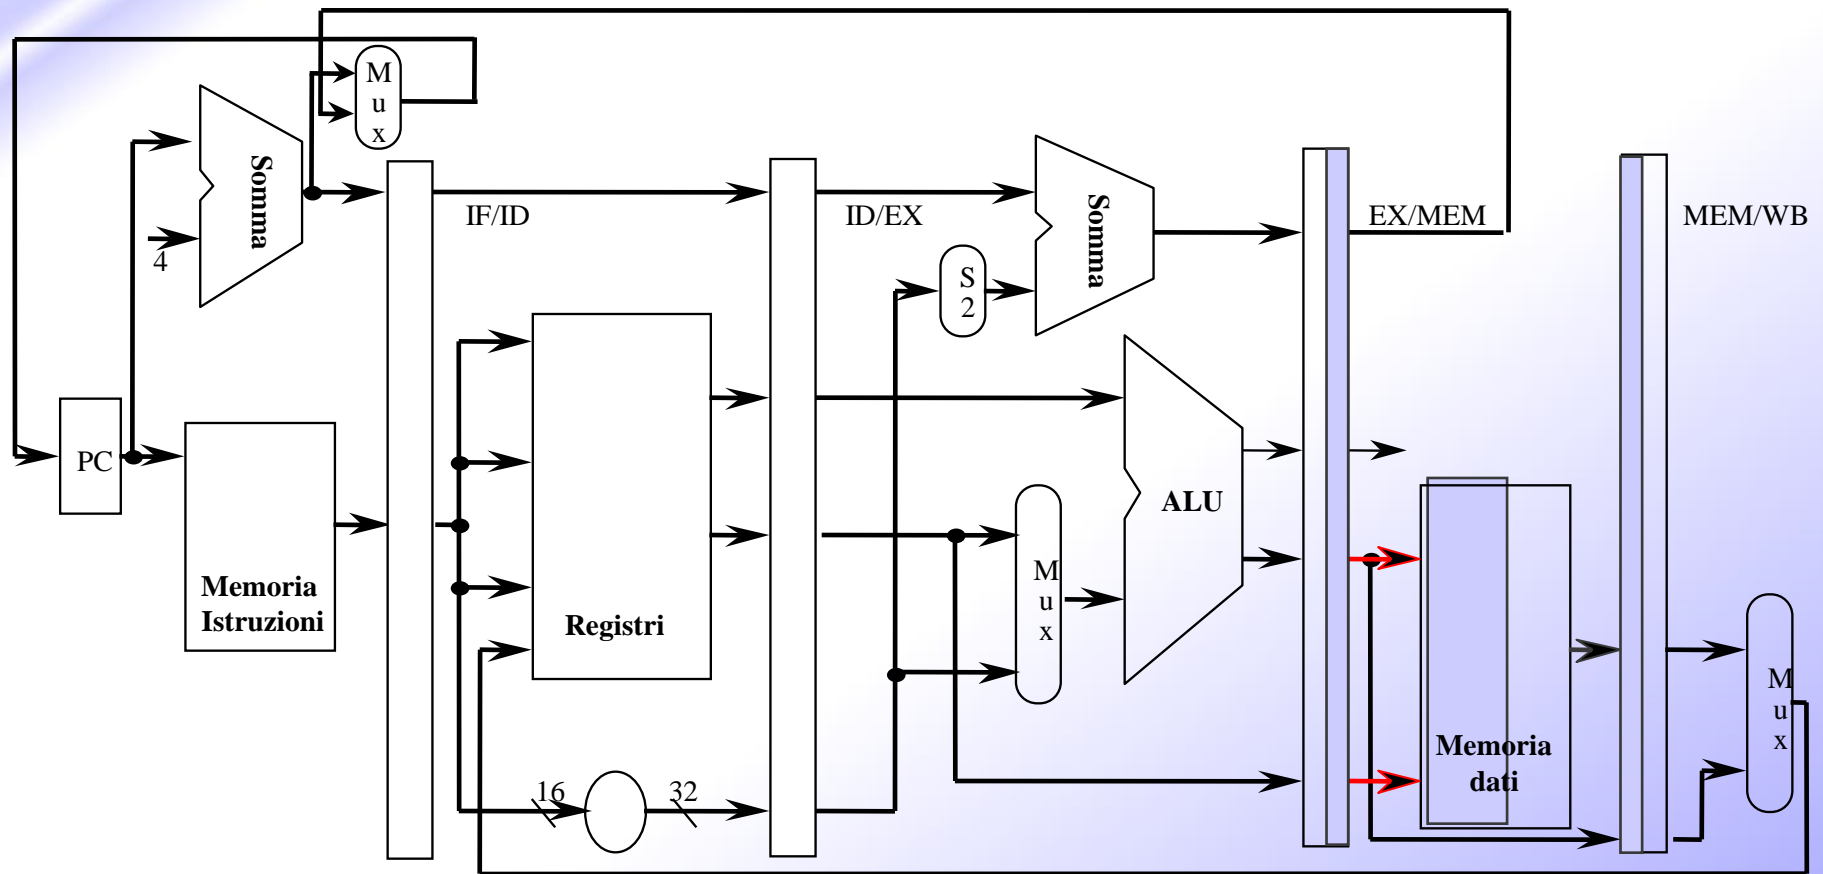 M
u
x
Somma
4
IF/ID
ID/EX
Somma
EX/MEM
MEM/WB
S
2
PC
Memoria
Istruzioni
Registri
M
u
x
ALU
Memoria
dati
M
u
x
16
32